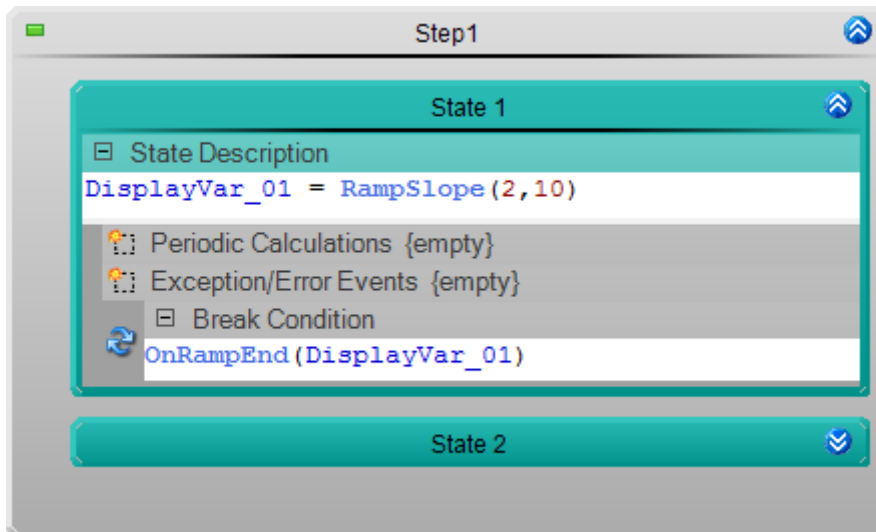 Step1
State 1
State Description
DisplayVar_01 = RampSlope(2,10)
Periodic Calculations {empty}
Exception/Error Events {empty}
Break Condition
OnRampEnd(DisplayVar_01)
State 2